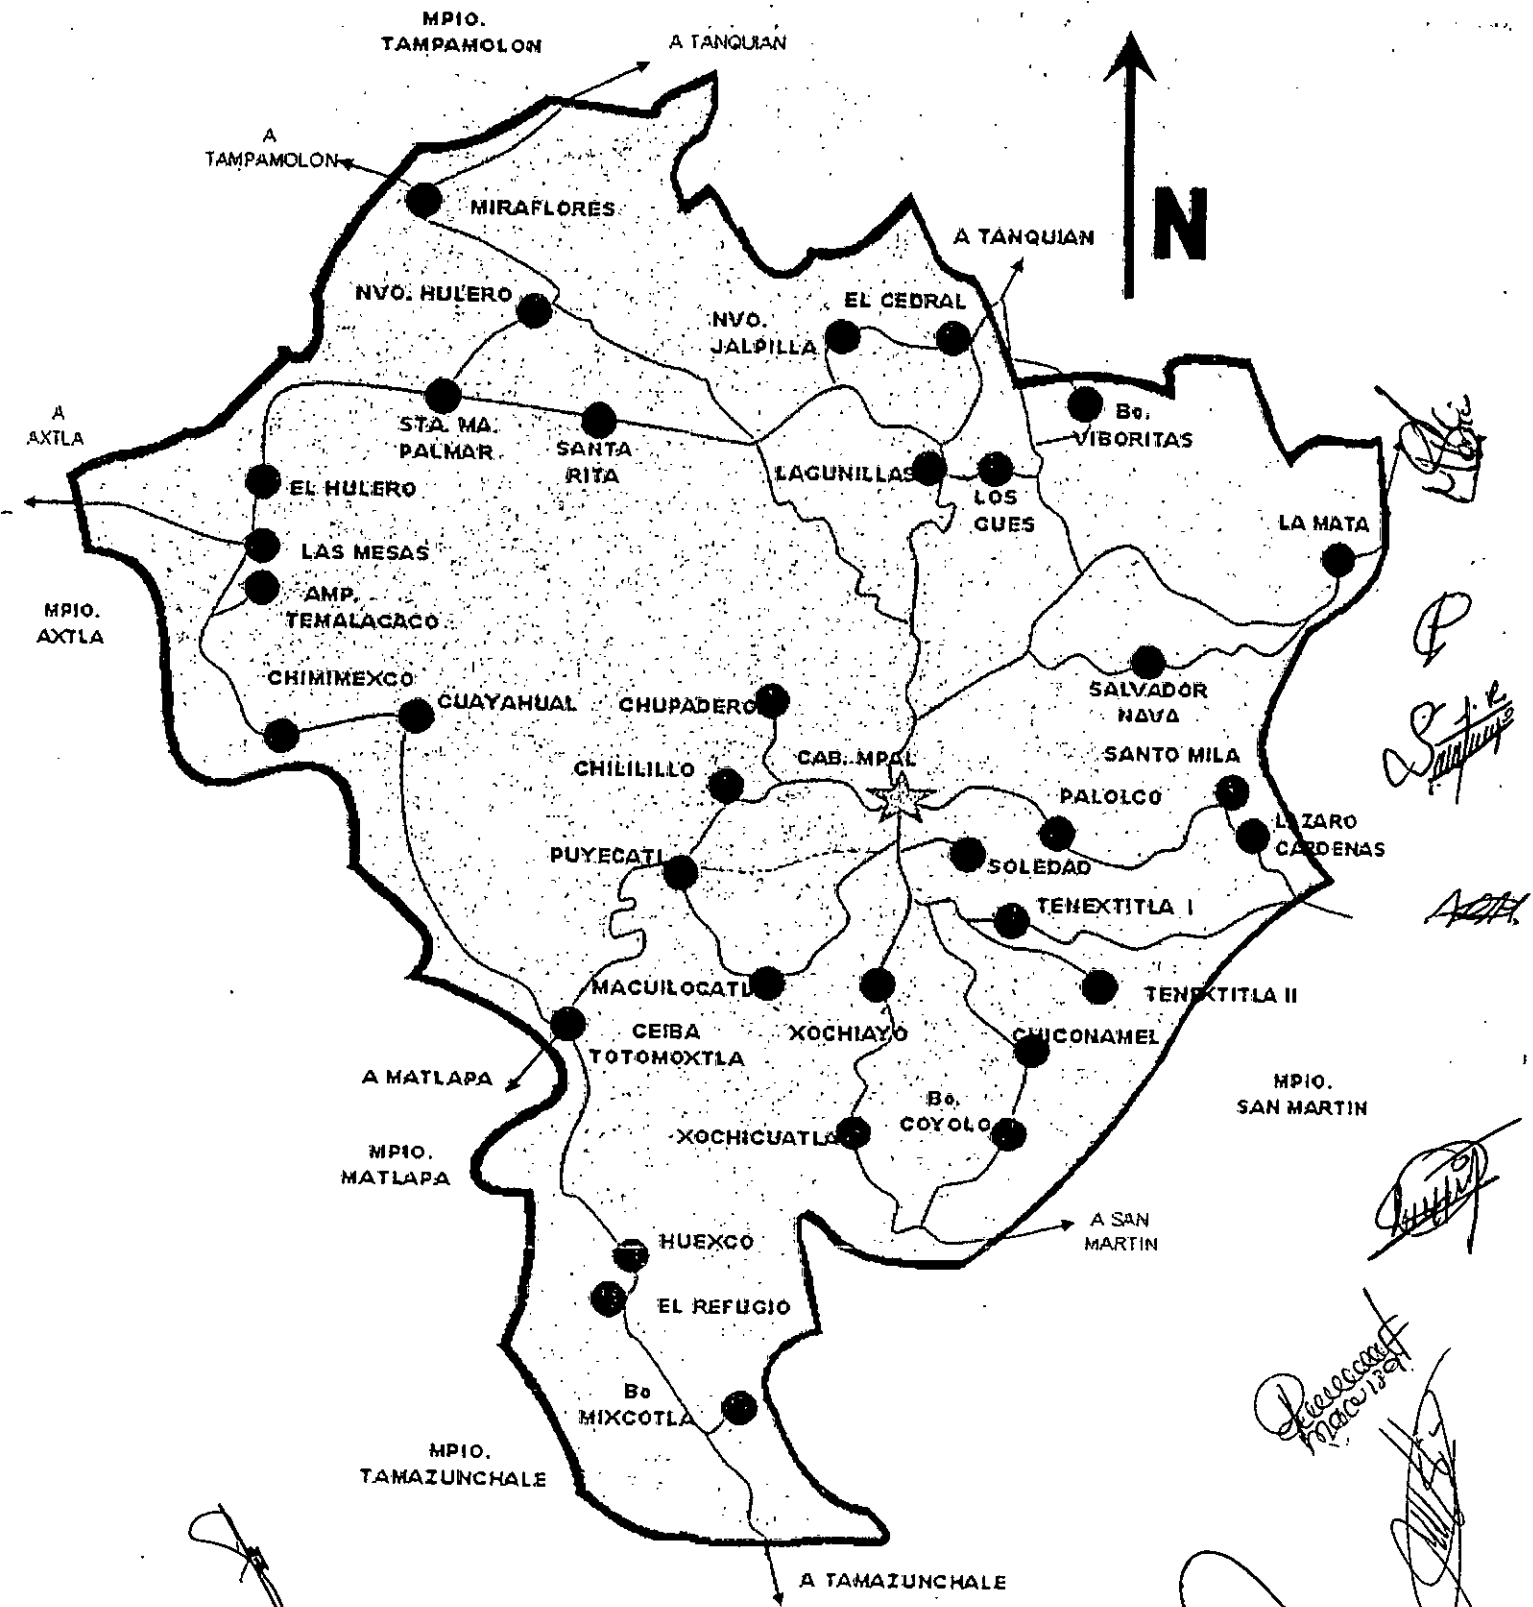 MPIO.
TAMPAMOLON
A TANQUIAN
A
TAMPAMOLON
MIRAFLORES
N
A TANQUIAN
NVO. HULERO
EL CEDRAL
NVO.
JALPILLA
A
AXTLA
Bo.
VIBORITAS
STA. MA.
PALMAR
SANTA
RITA
LAGUNILLAS
LOS
CUES
EL HULERO
LA MATA
LAS MESAS
AMP.
TEMALACACO
MPIO.
AXTLA
CHIMIMEXCO
CUAYAHUAL
CHUPADERO
SALVADOR
NAVA
CAB. MPAL
SANTO MILA
CHILILILLO
PALOLCO
LAZARO
CARDENAS
PUYECATL
SOLEDAD
TENEXTITLA I
MACUILOCATL
TENEXTITLA II
CEIBA
TOTOMOXTLA
XOCHIAYO
CHICONAMEL
A MATLAPA
MPIO.
SAN MARTIN
Bo.
COYOLO
XOCHICUATLA
MPIO.
MATLAPA
A SAN
MARTIN
HUEXCO
EL REFUGIO
Bo
MIXCOTLA
MPIO.
TAMAZUNCHALE
A TAMAZUNCHALE